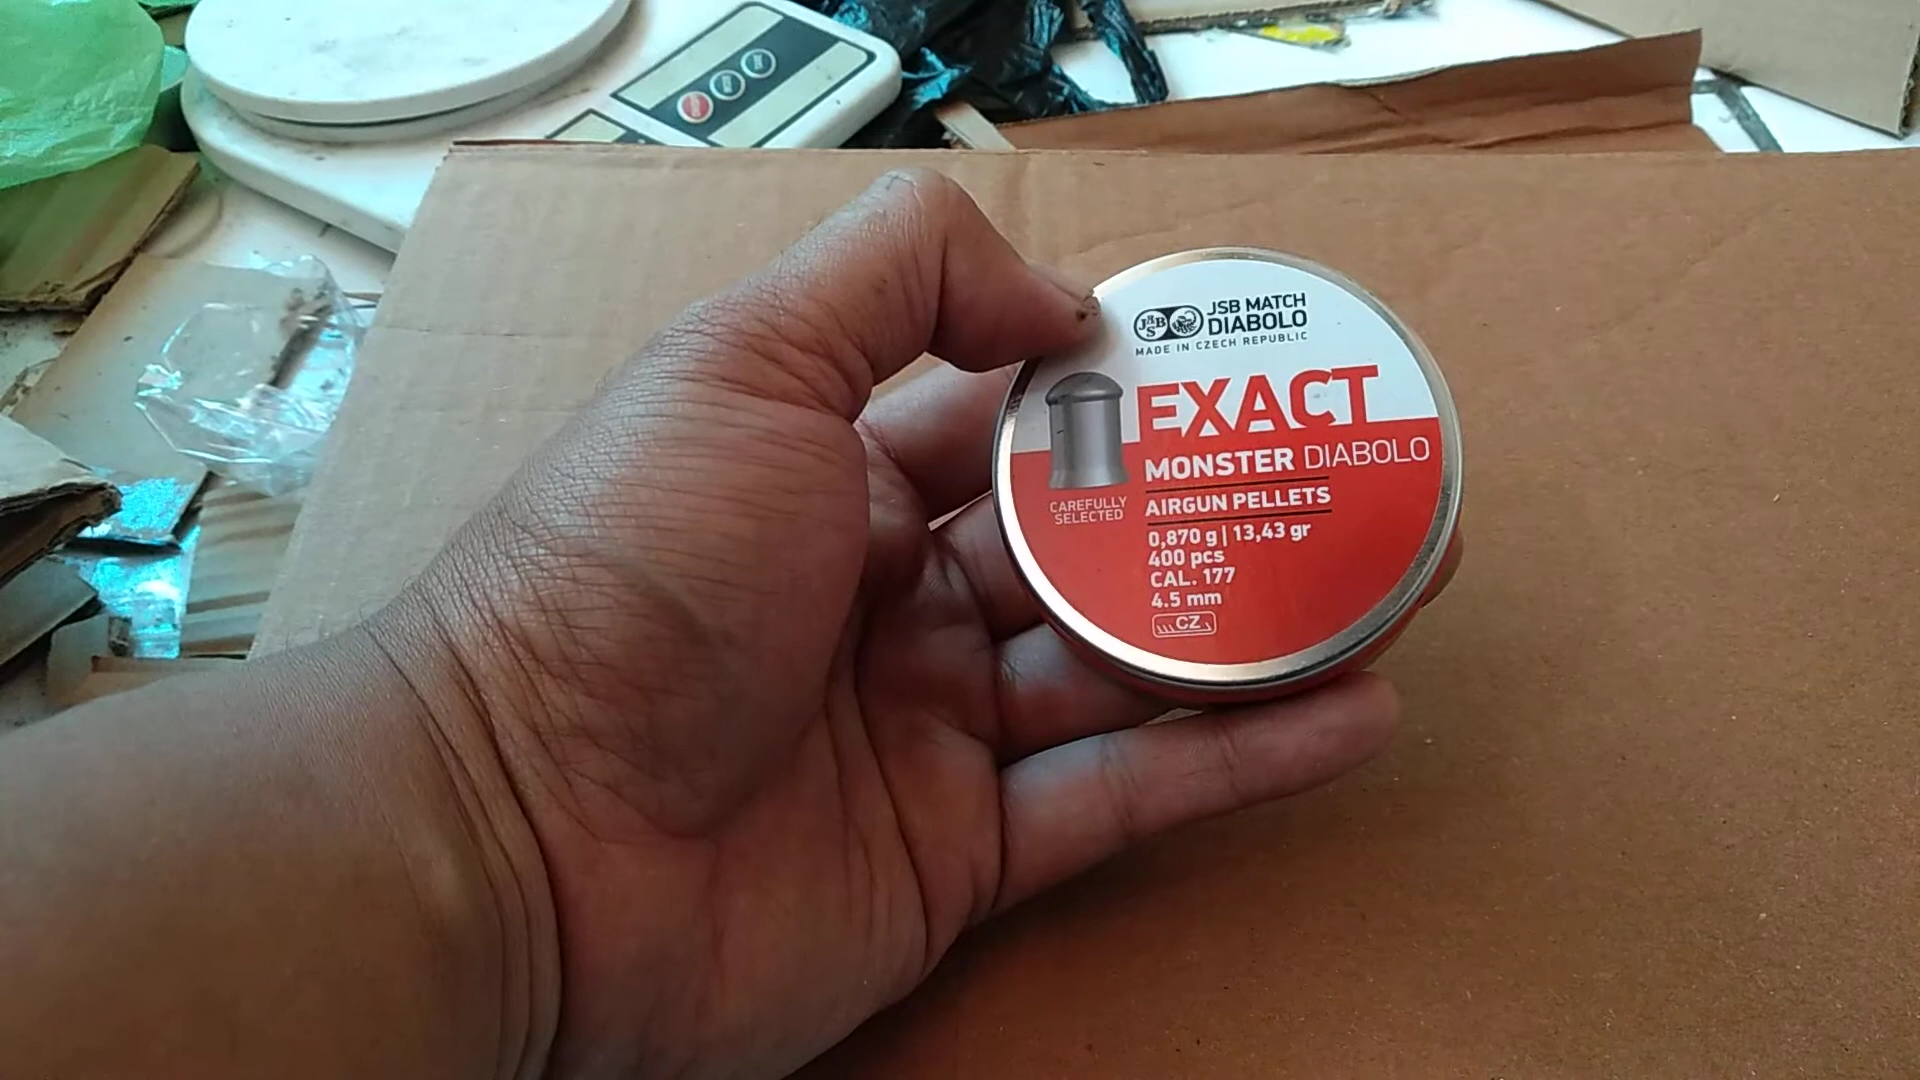 JSB
JSB MATCH
DIABOLO
MADE IN CZECH REPUBLIC
EXACT
MONSTER DIABOLO
AIRGUN PELLETS
CAREFULLY
SELECTED
0,870 g | 13,43 gr
400 pcs
CAL. 177
4.5 mm
CZ